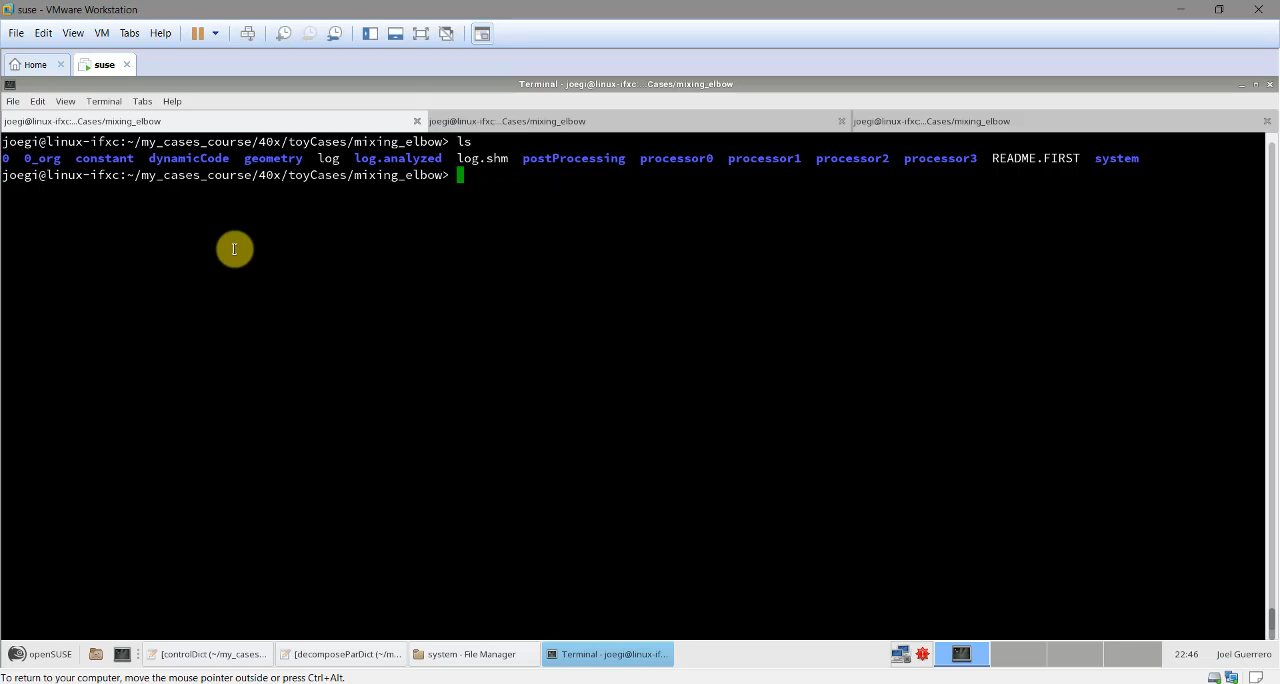 suse - VMware Workstation
File Edit View VM Tabs Help
Home suse
Terminal - joegi@linux-ifxc:...Cases/mixing_elbow
File Edit View Terminal Tabs Help
joegi@linux-ifxc:...Cases/mixing_elbow joegi@linux-ifxc:...Cases/mixing_elbow joegi@linux-ifxc:...Cases/mixing_elbow
joegi@linux-ifxc:~/my_cases_course/40x/toyCases/mixing_elbow> ls
0 0_org constant dynamicCode geometry log log.analyzed log.shm postProcessing processor0 processor1 processor2 processor3 README.FIRST system
joegi@linux-ifxc:~/my_cases_course/40x/toyCases/mixing_elbow>
openSUSE [controlDict (~/my_cases... [decomposeParDict (~/m... system - File Manager Terminal - joegi@linux-if... 22:46 Joel Guerrero
To return to your computer, move the mouse pointer outside or press Ctrl+Alt.